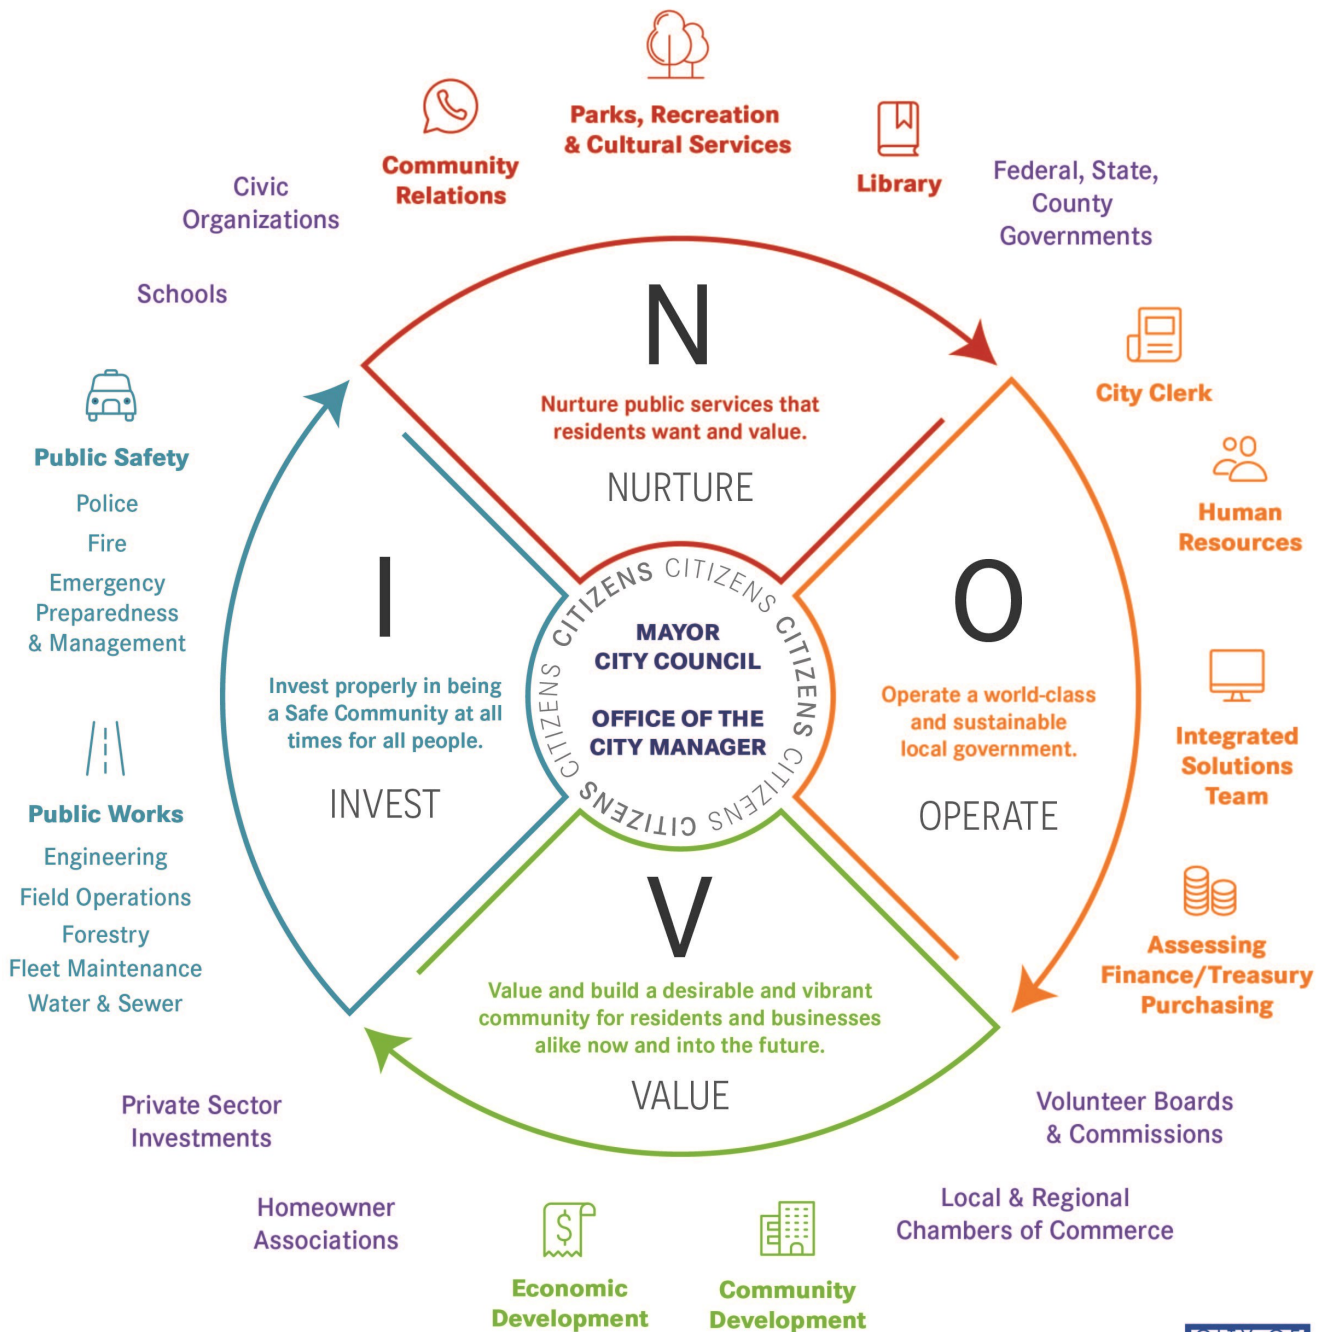 Parks, Recreation
& Cultural Services
Community
Relations
Library
Civic
Organizations
Federal, State,
County
Governments
Schools
N
Nurture public services that
residents want and value.
NURTURE
City Clerk
Human
Resources
Integrated
Solutions
Team
Assessing
Finance/Treasury
Purchasing
O
Operate a world-class
and sustainable
local government.
OPERATE
Public Safety
Police
Fire
Emergency
Preparedness
& Management
Public Works
Engineering
Field Operations
Forestry
Fleet Maintenance
Water & Sewer
I
Invest properly in being
a Safe Community at all
times for all people.
INVEST
CITIZENS CITIZENS CITIZENS CITIZENS CITIZENS CITIZENS
MAYOR
CITY COUNCIL
OFFICE OF THE
CITY MANAGER
V
Value and build a desirable and vibrant
community for residents and businesses
alike now and into the future.
VALUE
Private Sector
Investments
Homeowner
Associations
Volunteer Boards
& Commissions
Local & Regional
Chambers of Commerce
Economic
Development
Community
Development